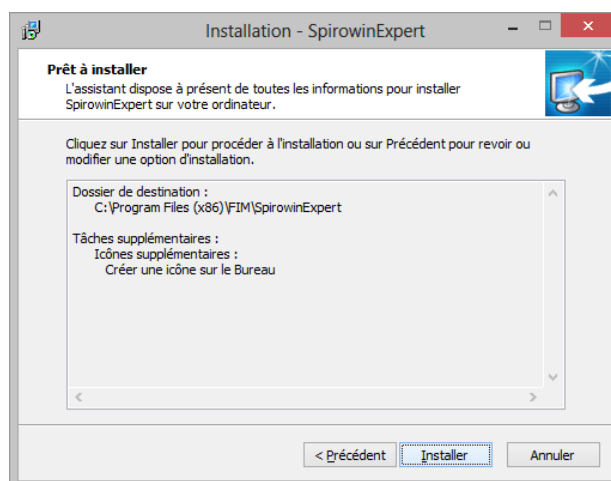 Installation - SpirowinExpert
Prêt à installer
L'assistant dispose à présent de toutes les informations pour installer
SpirowinExpert sur votre ordinateur.
Cliquez sur Installer pour procéder à l'installation ou sur Précédent pour revoir ou
modifier une option d'installation.
Dossier de destination :
C:\Program Files (x86)\FIM\SpirowinExpert
Tâches supplémentaires :
Icônes supplémentaires :
Créer une icône sur le Bureau
< Précédent Installer Annuler